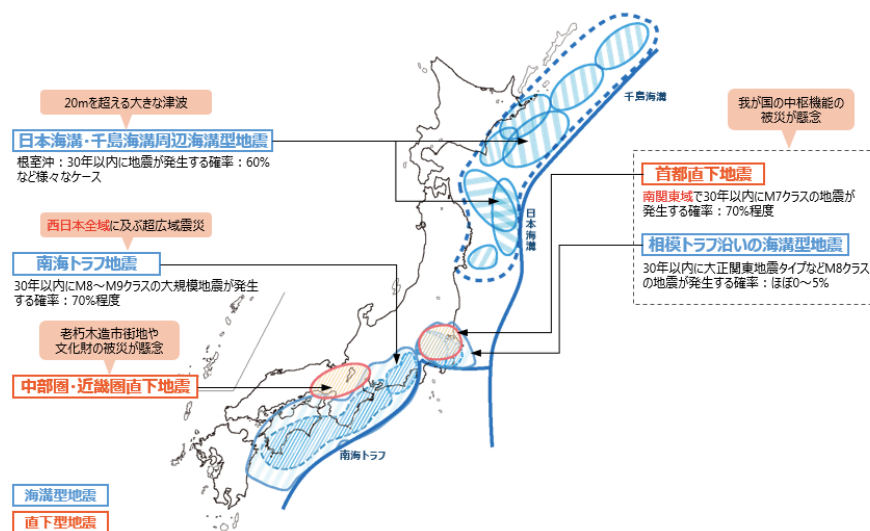 20mを超える大きな津波
日本海溝・千島海溝周辺海溝型地震
根室沖：30年以内に地震が発生する確率：60%
など様々なケース
西日本全域に及ぶ超広域震災
南海トラフ地震
30年以内にM8～M9クラスの大規模地震が発生
する確率：70%程度
老朽木造市街地や
文化財の被災が懸念
中部圏・近畿圏直下地震
海溝型地震
直下型地震
千島海溝
日本海溝
南海トラフ
我が国の中枢機能の
被災が懸念
首都直下地震
南関東域で30年以内にM7クラスの地震が
発生する確率：70%程度
相模トラフ沿いの海溝型地震
30年以内に大正関東地震タイプなどM8クラス
の地震が発生する確率：ほぼ0～5%